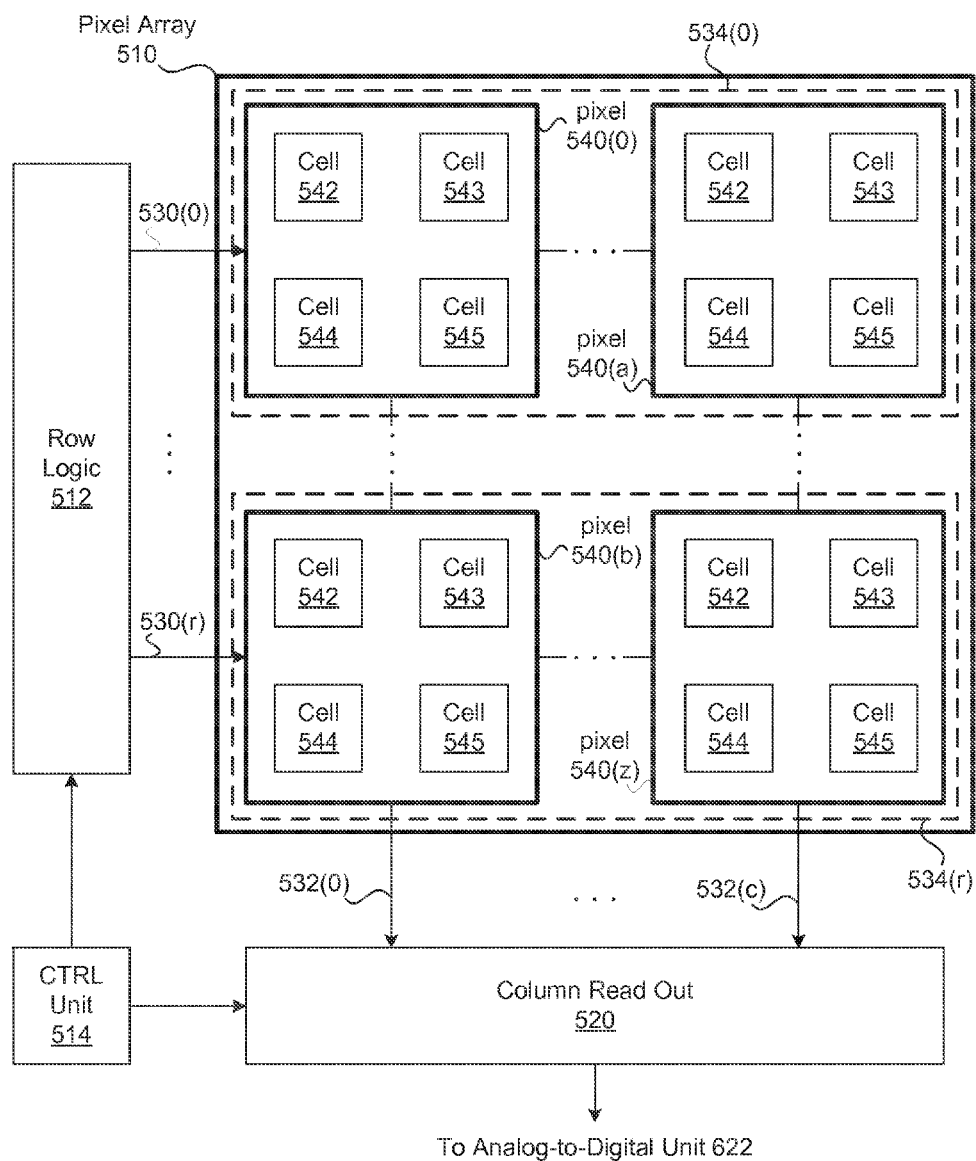 Pixel Array
510
534(0)
pixel
540(0)
Cell
542
Cell
543
Cell
542
Cell
543
530(0)
. . .
Cell
544
Cell
545
pixel
540(a)
Cell
544
Cell
545
Row
Logic
512
pixel
540(b)
Cell
542
Cell
543
Cell
542
Cell
543
530(r)
. . .
Cell
544
Cell
545
pixel
540(z)
Cell
544
Cell
545
532(0)
. . .
532(c)
534(r)
CTRL
Unit
514
Column Read Out
520
To Analog-to-Digital Unit 622